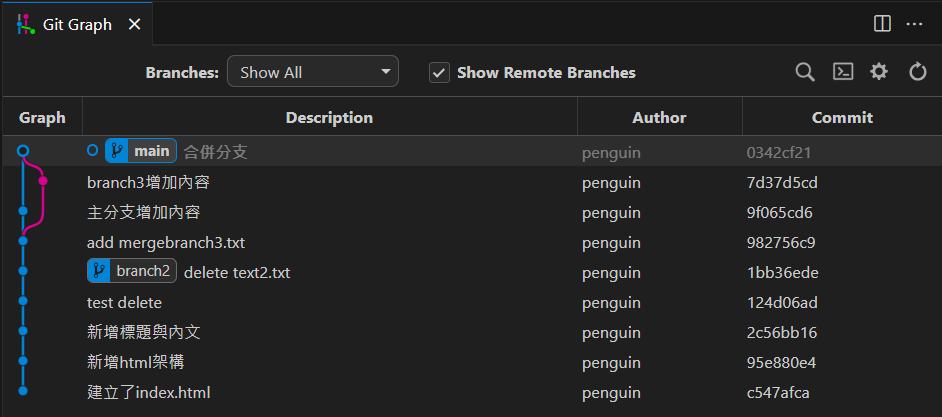 Git Graph
Branches: Show All Show Remote Branches
Graph Description Author Commit
main 合併分支 penguin 0342cf21
branch3增加內容 penguin 7d37d5cd
主分支增加內容 penguin 9f065cd6
add mergebranch3.txt penguin 982756c9
branch2 delete text2.txt penguin 1bb36ede
test delete penguin 124d06ad
新增標題與內文 penguin 2c56bb16
新增html架構 penguin 95e880e4
建立了index.html penguin c547afca